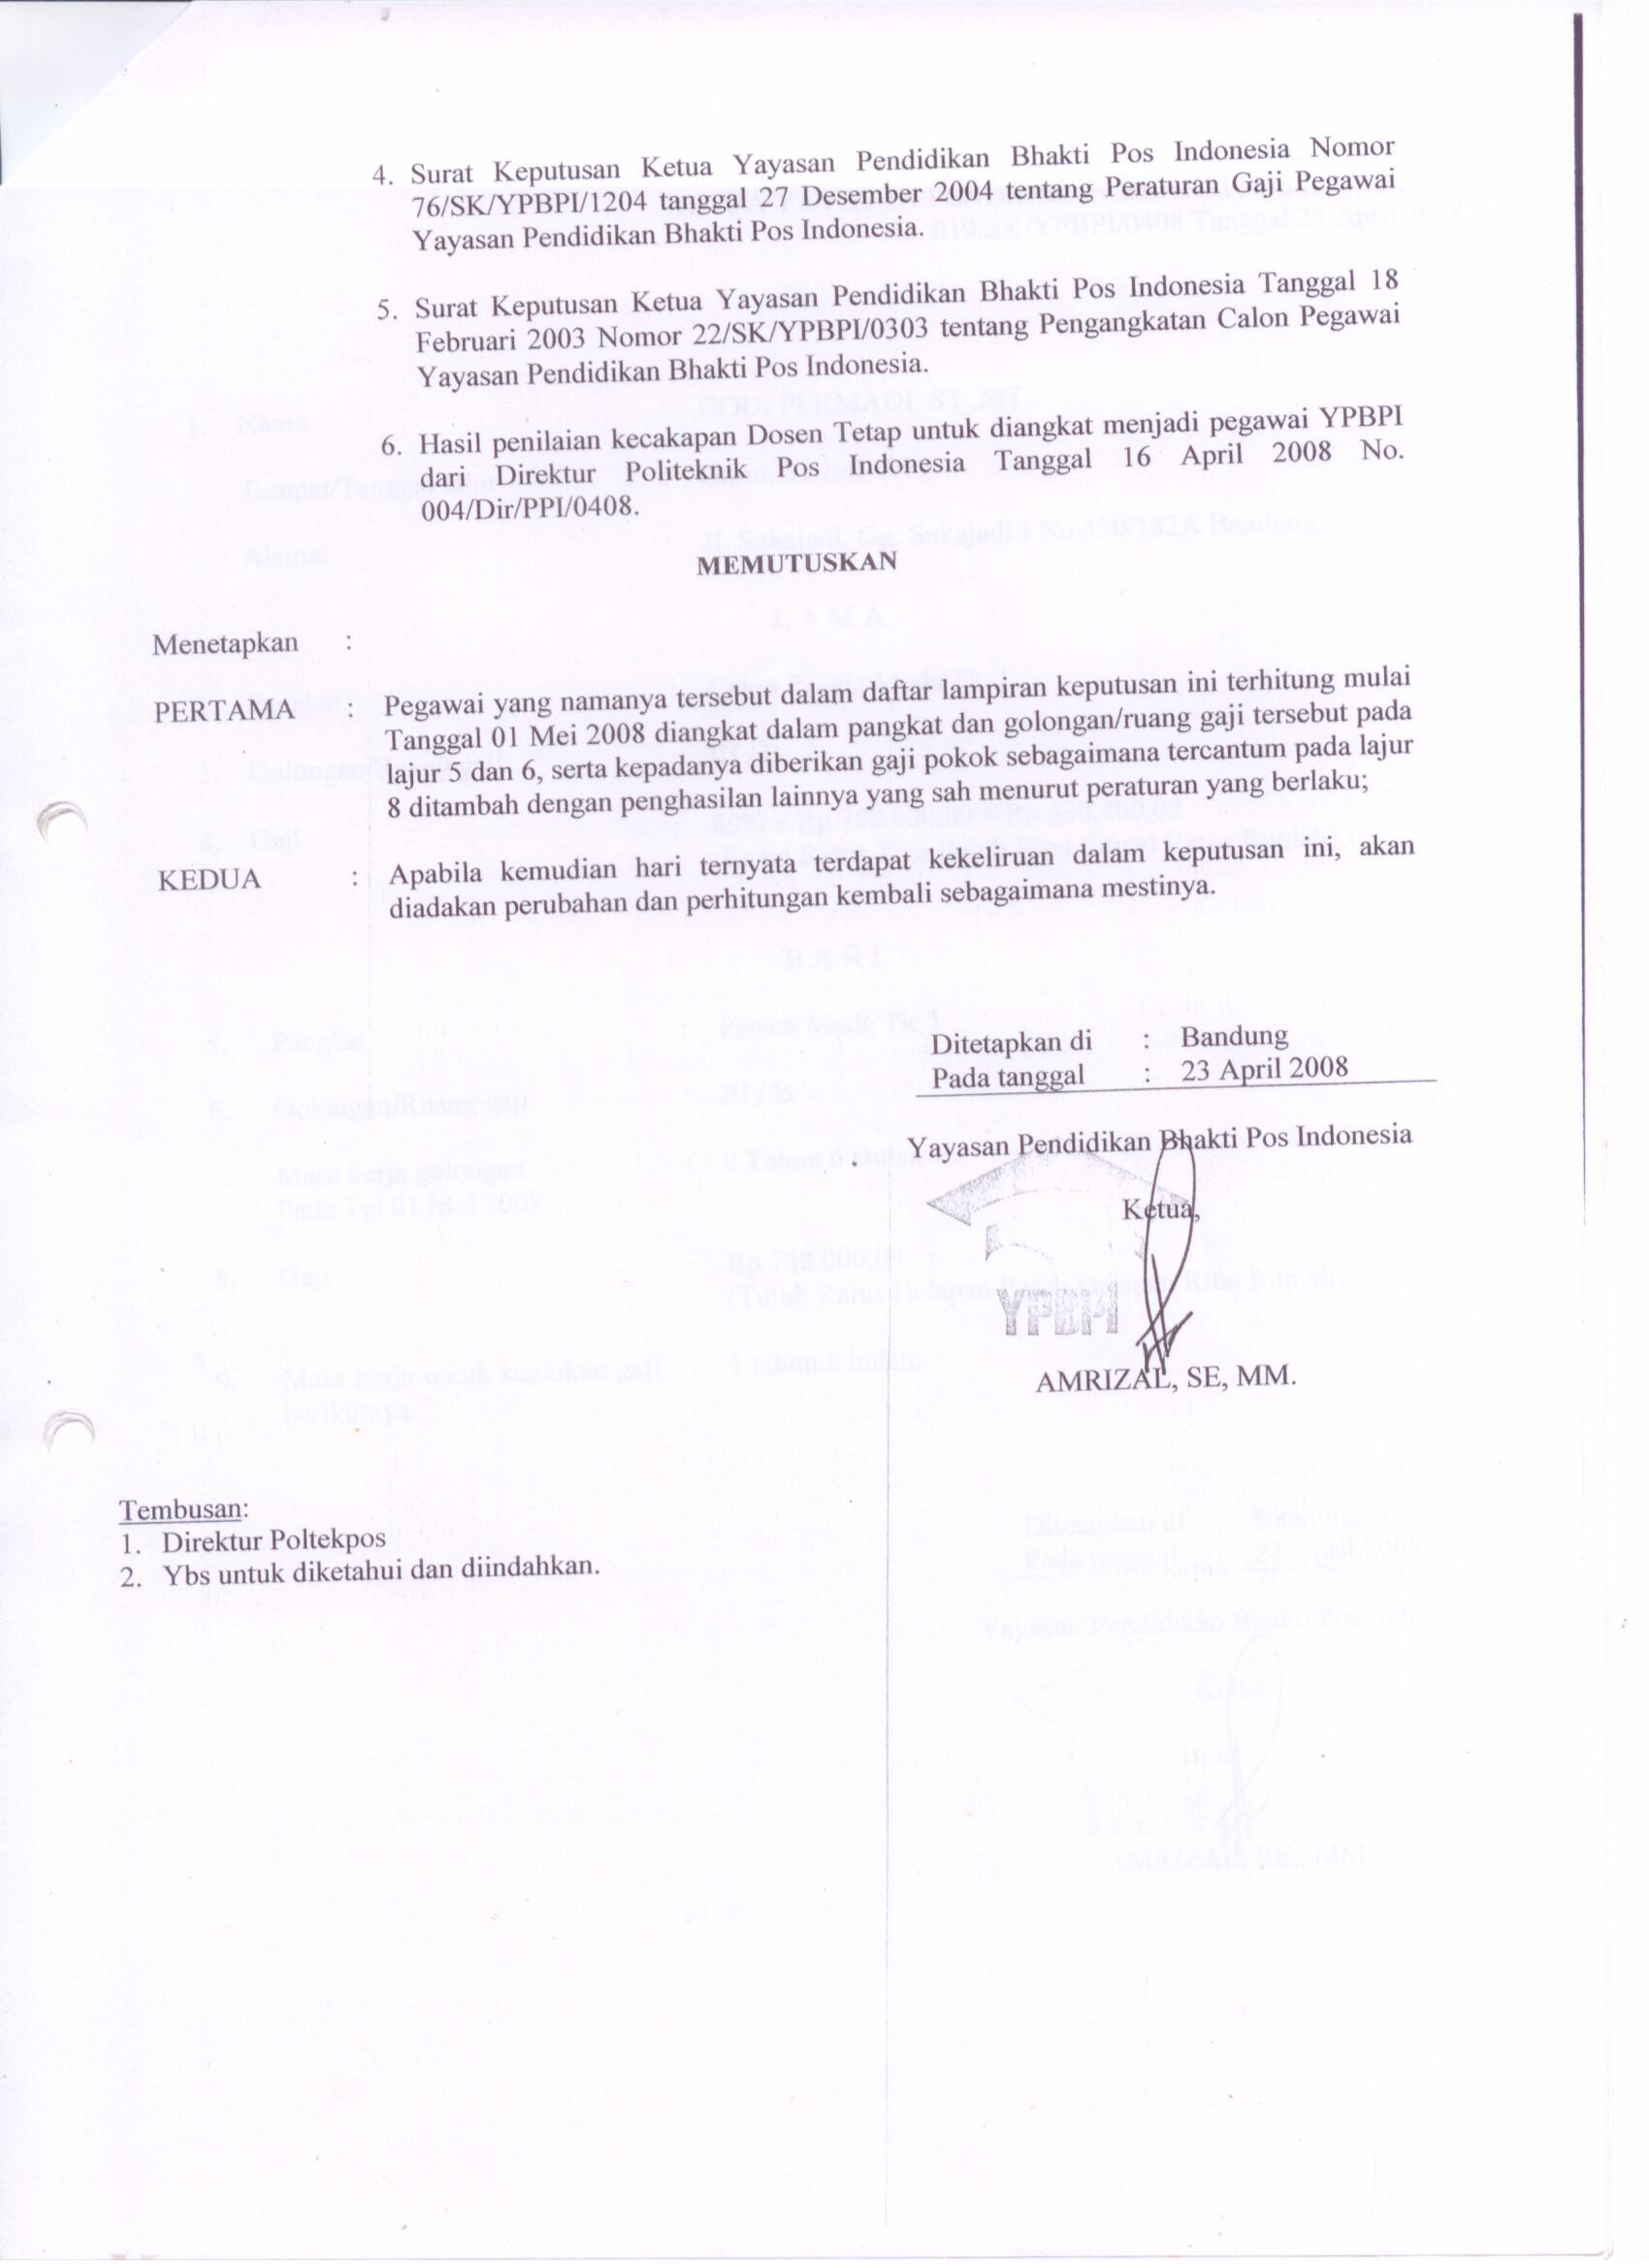 4. Surat Keputusan Ketua Yayasan Pendidikan Bhakti Pos Indonesia Nomor
76/SK/YPBPI/1204 tanggal 27 Desember 2004 tentang Peraturan Gaji Pegawai
Yayasan Pendidikan Bhakti Pos Indonesia.
5. Surat Keputusan Ketua Yayasan Pendidikan Bhakti Pos Indonesia Tanggal 18
Februari 2003 Nomor 22/SK/YPBPI/0303 tentang Pengangkatan Calon Pegawai
Yayasan Pendidikan Bhakti Pos Indonesia.
6. Hasil penilaian kecakapan Dosen Tetap untuk diangkat menjadi pegawai YPBPI
dari Direktur Politeknik Pos Indonesia Tanggal 16 April 2008 No.
004/Dir/PPI/0408.
MEMUTUSKAN
Menetapkan :
PERTAMA : Pegawai yang namanya tersebut dalam daftar lampiran keputusan ini terhitung mulai
Tanggal 01 Mei 2008 diangkat dalam pangkat dan golongan/ruang gaji tersebut pada
lajur 5 dan 6, serta kepadanya diberikan gaji pokok sebagaimana tercantum pada lajur
8 ditambah dengan penghasilan lainnya yang sah menurut peraturan yang berlaku;
KEDUA : Apabila kemudian hari ternyata terdapat kekeliruan dalam keputusan ini, akan
diadakan perubahan dan perhitungan kembali sebagaimana mestinya.
Ditetapkan di : Bandung
Pada tanggal : 23 April 2008
Yayasan Pendidikan Bhakti Pos Indonesia
Ketua,
YPBPI
AMRIZAL, SE, MM.
Tembusan:
1. Direktur Poltekpos
2. Ybs untuk diketahui dan diindahkan.